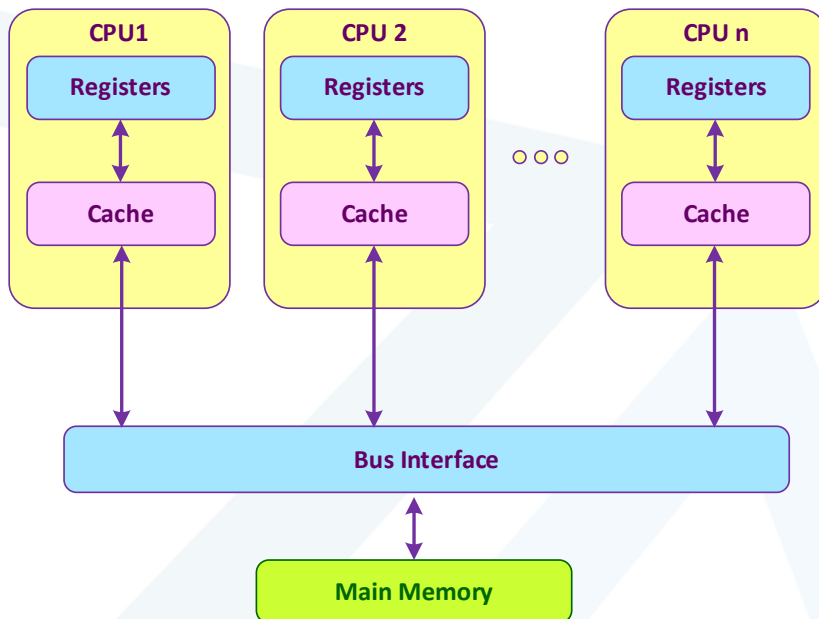 CPU1
CPU 2
CPU n
Registers
Registers
Registers
Cache
Cache
Cache
Bus Interface
Main Memory